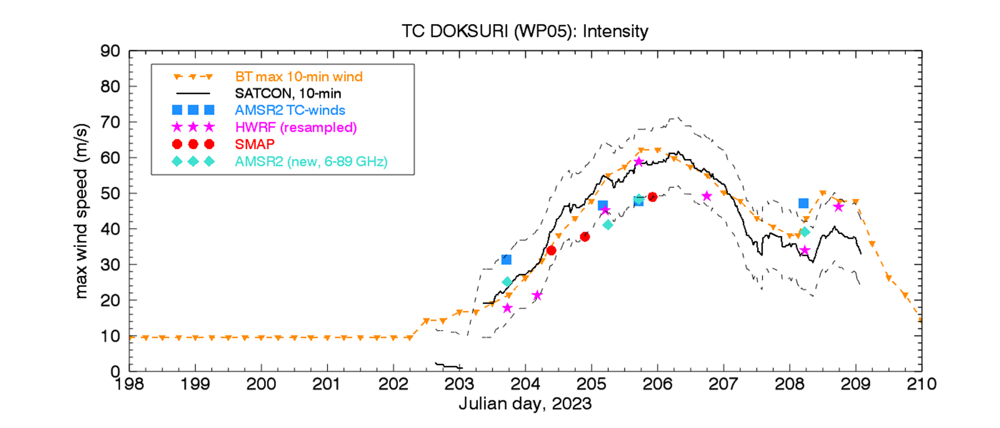 TC DOKSURI (WP05): Intensity
90
80
70
60
50
40
30
20
10
0
max wind speed (m/s)
BT max 10-min wind
SATCON, 10-min
AMSR2 TC-winds
HWRF (resampled)
SMAP
AMSR2 (new, 6-89 GHz)
198 199 200 201 202 203 204 205 206 207 208 209 210
Julian day, 2023